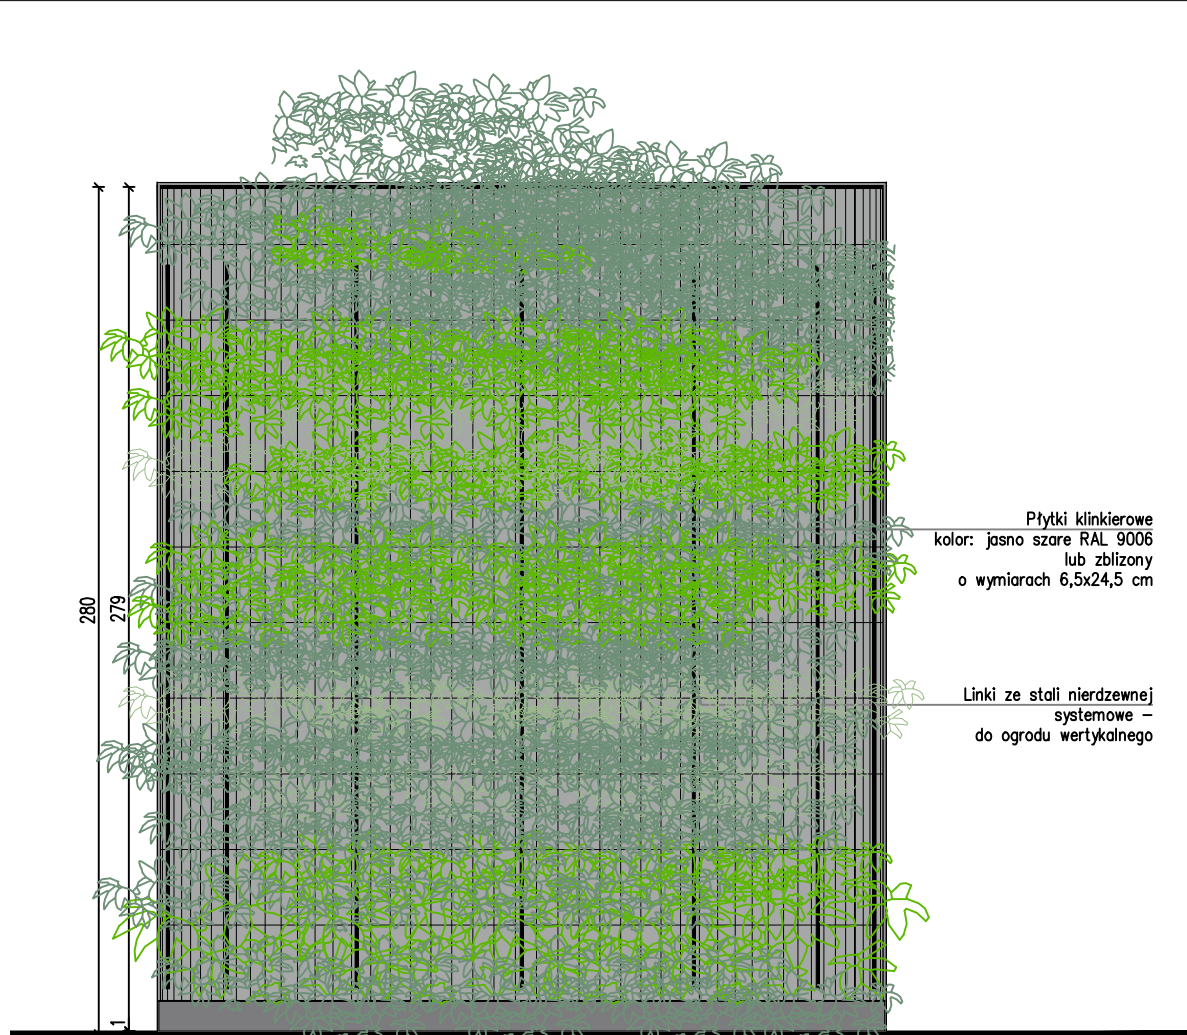 Płytki klinkierowe
kolor: jasno szare RAL 9006
lub zblizony
o wymiarach 6,5x24,5 cm
280
279
Linki ze stali nierdzewnej
systemowe –
do ogrodu wertykalnego
1